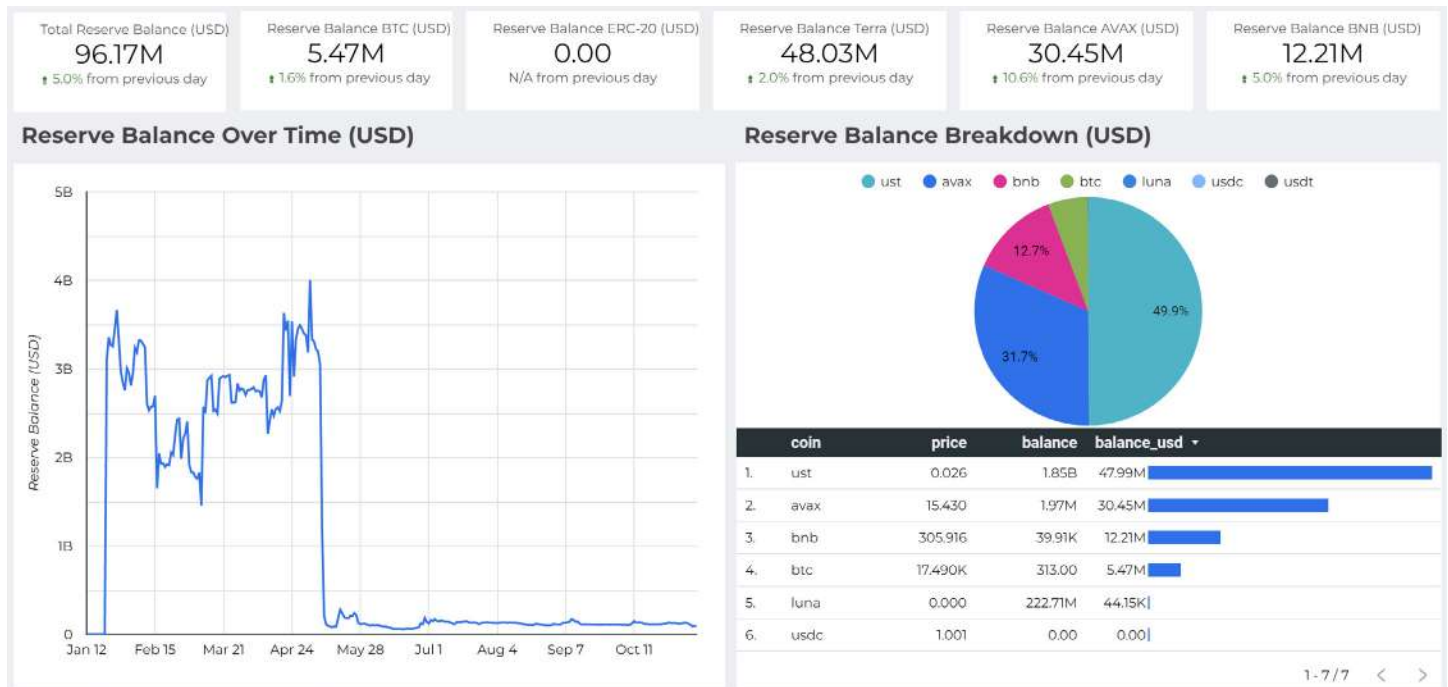 Total Reserve Balance (USD)
96.17M
5.0% from previous day
Reserve Balance BTC (USD)
5.47M
1.6% from previous day
Reserve Balance ERC-20 (USD)
0.00
N/A from previous day
Reserve Balance Terra (USD)
48.03M
2.0% from previous day
Reserve Balance AVAX (USD)
30.45M
10.6% from previous day
Reserve Balance BNB (USD)
12.21M
5.0% from previous day
Reserve Balance Over Time (USD)
5B
4B
3B
2B
1B
0
Reserve Balance (USD)
Jan 12 Feb 15 Mar 21 Apr 24 May 28 Jul 1 Aug 4 Sep 7 Oct 11
Reserve Balance Breakdown (USD)
ust avax bnb btc luna usdc usdt
12.7%
49.9%
31.7%
coin price balance balance_usd
1. ust 0.026 1.85B 47.99M
2. avax 15.430 1.97M 30.45M
3. bnb 305.916 39.91K 12.21M
4. btc 17.490K 313.00 5.47M
5. luna 0.000 222.71M 44.15K
6. usdc 1.001 0.00 0.00
1 - 7 / 7 < >